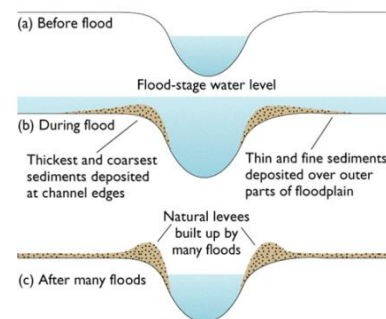 (a) Before flood
Flood-stage water level
(b) During flood
Thickest and coarsest
sediments deposited
at channel edges
Thin and fine sediments
deposited over outer
parts of floodplain
Natural levees
built up by
many floods
(c) After many floods